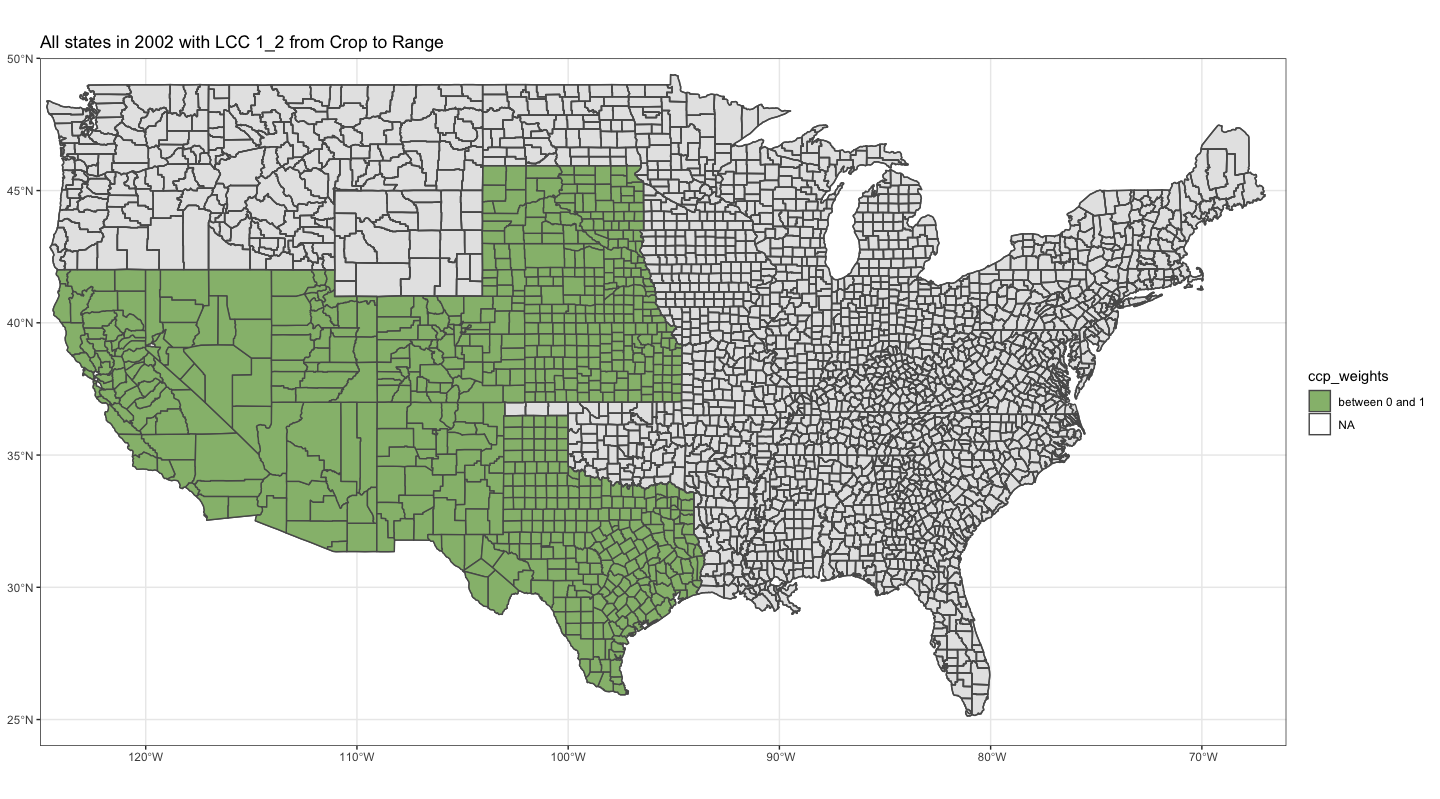 All states in 2002 with LCC 1_2 from Crop to Range
50°N
45°N
40°N
35°N
30°N
25°N
120°W
110°W
100°W
90°W
80°W
70°W
ccp_weights
between 0 and 1
NA